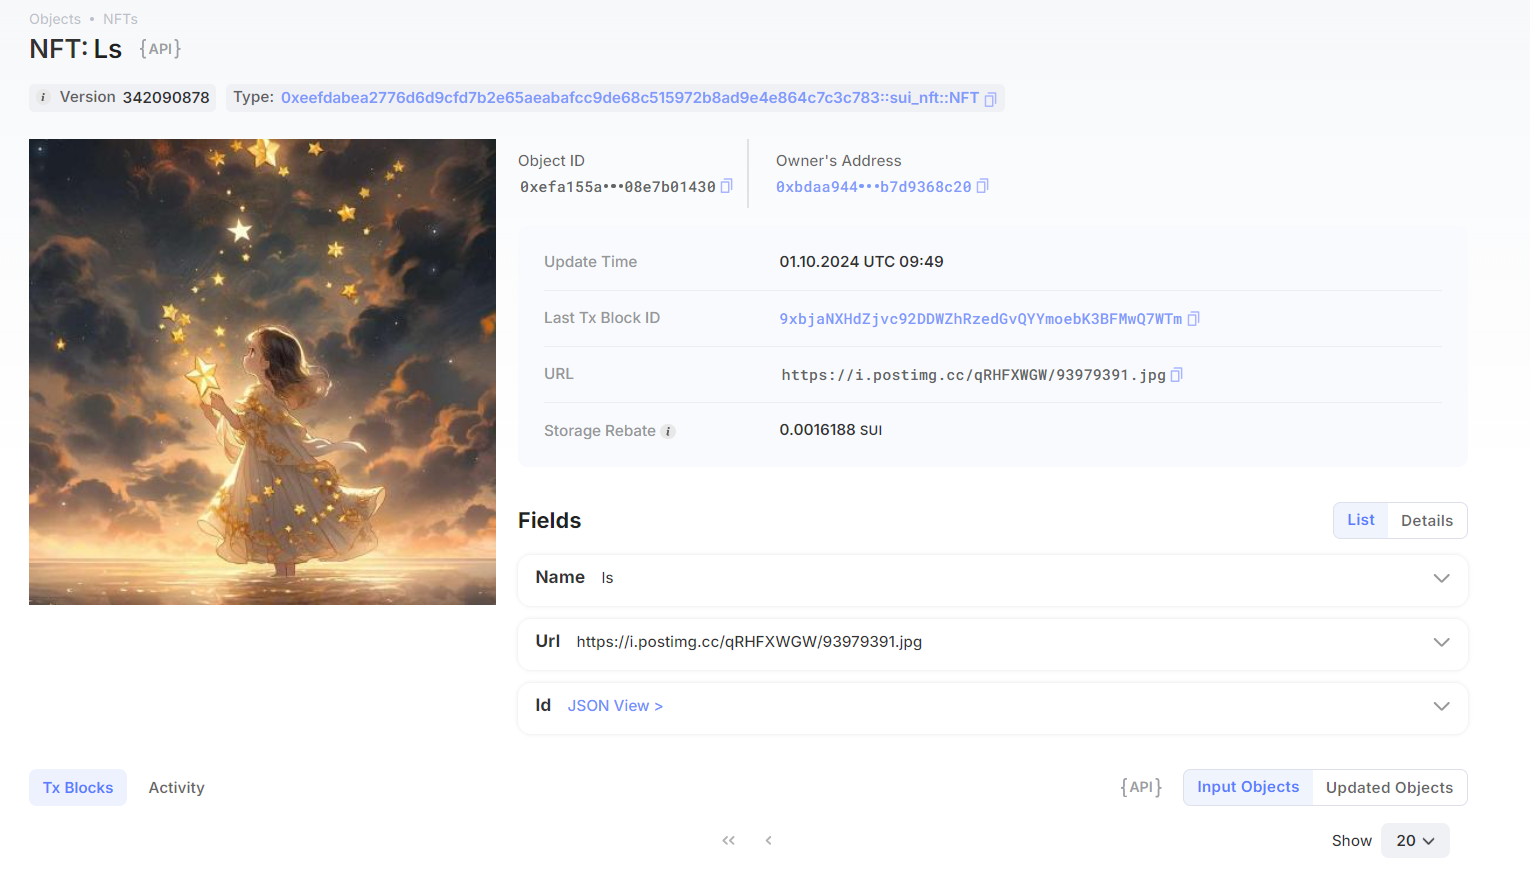 Objects • NFTs
NFT: Ls {API}
i Version 342090878 Type: 0xeefdabea2776d6d9cfd7b2e65aeabafcc9de68c515972b8ad9e4e864c7c3c783::sui_nft::NFT
Object ID
0xefa155a•••08e7b01430
Owner's Address
0xbdaa944•••b7d9368c20
Update Time 01.10.2024 UTC 09:49
Last Tx Block ID 9xbjaNXHdZjvc92DDWZhRzedGvQYYmoebK3BFMwQ7WTm
URL https://i.postimg.cc/qRHFXWGW/93979391.jpg
Storage Rebate i 0.0016188 SUI
Fields List Details
Name ls
Url https://i.postimg.cc/qRHFXWGW/93979391.jpg
Id JSON View >
Tx Blocks Activity {API} Input Objects Updated Objects
Show 20